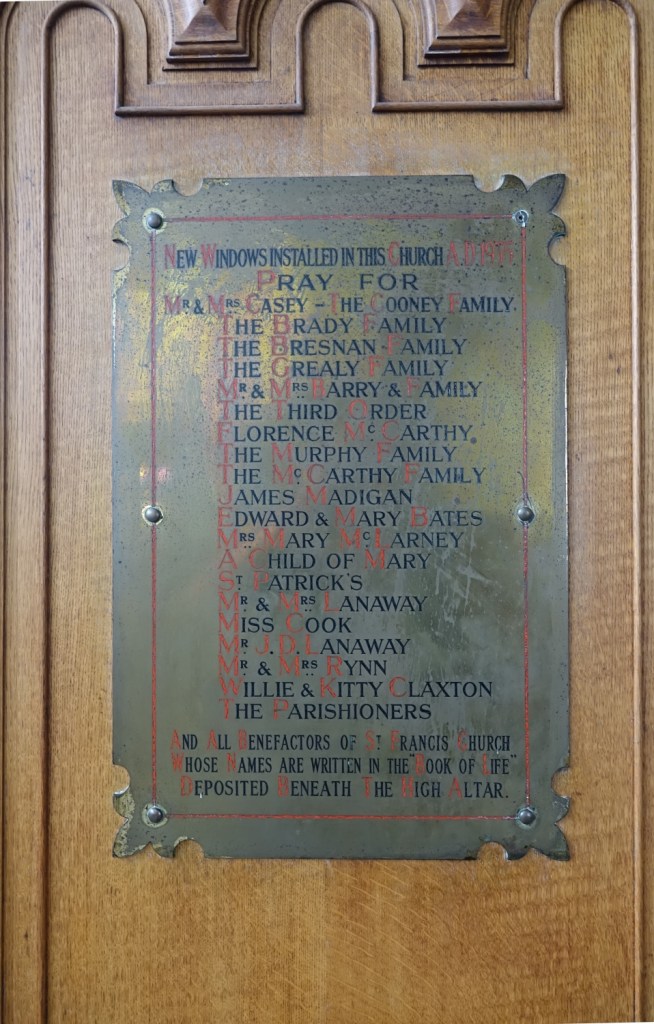 NEW WINDOWS INSTALLED IN THIS CHURCH A.D.
PRAY FOR
MR. & MRS. CASEY – THE COONEY FAMILY.
THE BRADY FAMILY
THE BRESNAN FAMILY
THE GREALY FAMILY
MR. & MRS. HARRY & FAMILY
THE THIRD ORDER
FLORENCE MC. CARTHY.
THE MURPHY FAMILY
THE MC. CARTHY FAMILY
JAMES MADIGAN
EDWARD & MARY BATES
MRS. MARY MC. LARNEY
A CHILD OF MARY
ST. PATRICK'S
MR. & MRS. LANAWAY
MISS COOK
MR. J. D. LANAWAY
MR. & MRS. RYNN
WILLIE & KITTY CLAXTON
THE PARISHIONERS
AND ALL BENEFACTORS OF ST. FRANCIS' CHURCH
WHOSE NAMES ARE WRITTEN IN THE "BOOK OF LIFE"
DEPOSITED BENEATH THE HIGH ALTAR.